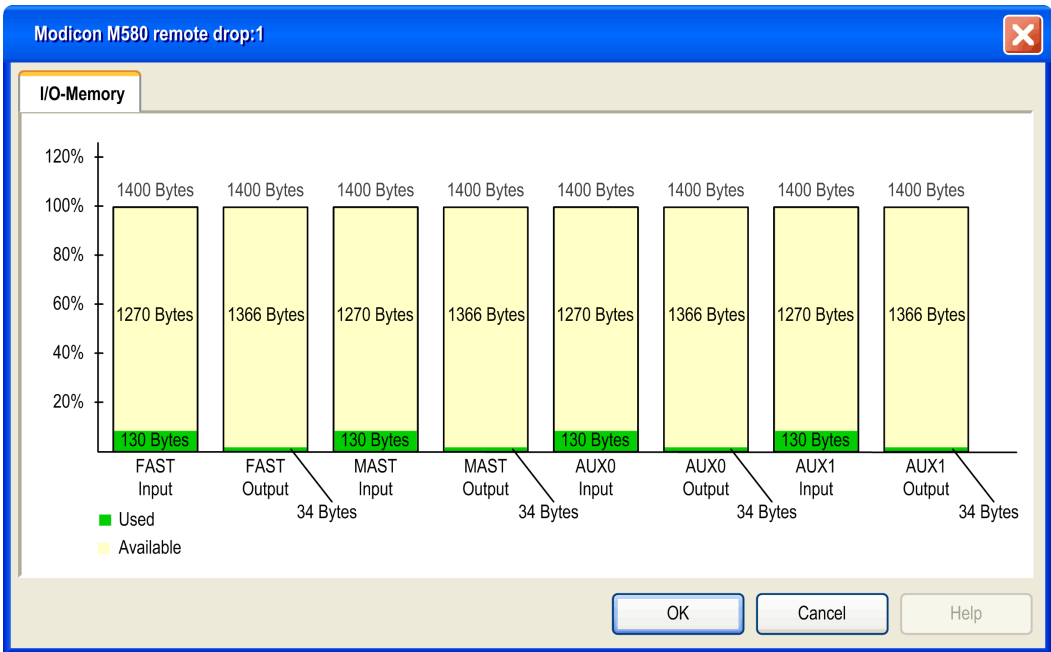 Modicon M580 remote drop:1
I/O-Memory
120%
1400 Bytes 1400 Bytes 1400 Bytes 1400 Bytes 1400 Bytes 1400 Bytes 1400 Bytes 1400 Bytes
100%
80%
60%
1270 Bytes 1366 Bytes 1270 Bytes 1366 Bytes 1270 Bytes 1366 Bytes 1270 Bytes 1366 Bytes
40%
20%
130 Bytes 130 Bytes 130 Bytes 130 Bytes
FAST FAST MAST MAST AUX0 AUX0 AUX1 AUX1
Input Output Input Output Input Output Input Output
34 Bytes 34 Bytes 34 Bytes 34 Bytes
Used
Available
OK Cancel Help